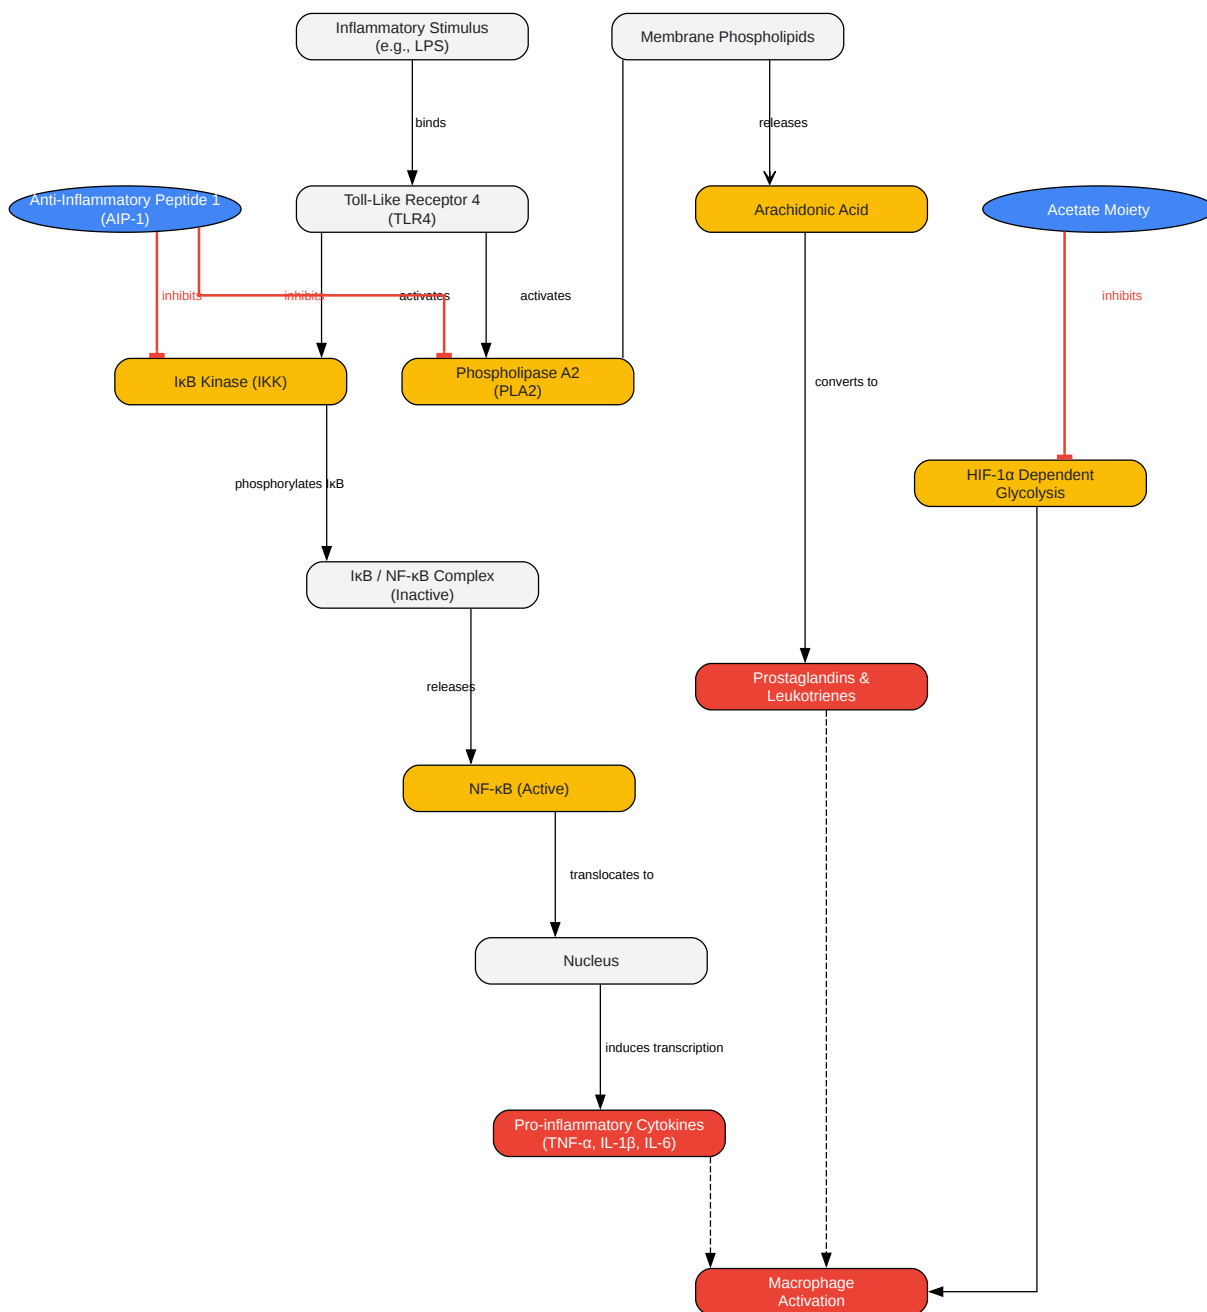 Inflammatory Stimulus
(e.g., LPS)
Membrane Phospholipids
binds
releases
Anti-Inflammatory Peptide 1
(AIP-1)
Toll-Like Receptor 4
(TLR4)
Arachidonic Acid
Acetate Moiety
inhibits
inhibits
activates
activates
inhibits
IκB Kinase (IKK)
Phospholipase A2
(PLA2)
converts to
HIF-1α Dependent
Glycolysis
phosphorylates IκB
IκB / NF-κB Complex
(Inactive)
releases
Prostaglandins &
Leukotrienes
NF-κB (Active)
translocates to
Nucleus
induces transcription
Pro-inflammatory Cytokines
(TNF-α, IL-1β, IL-6)
Macrophage
Activation